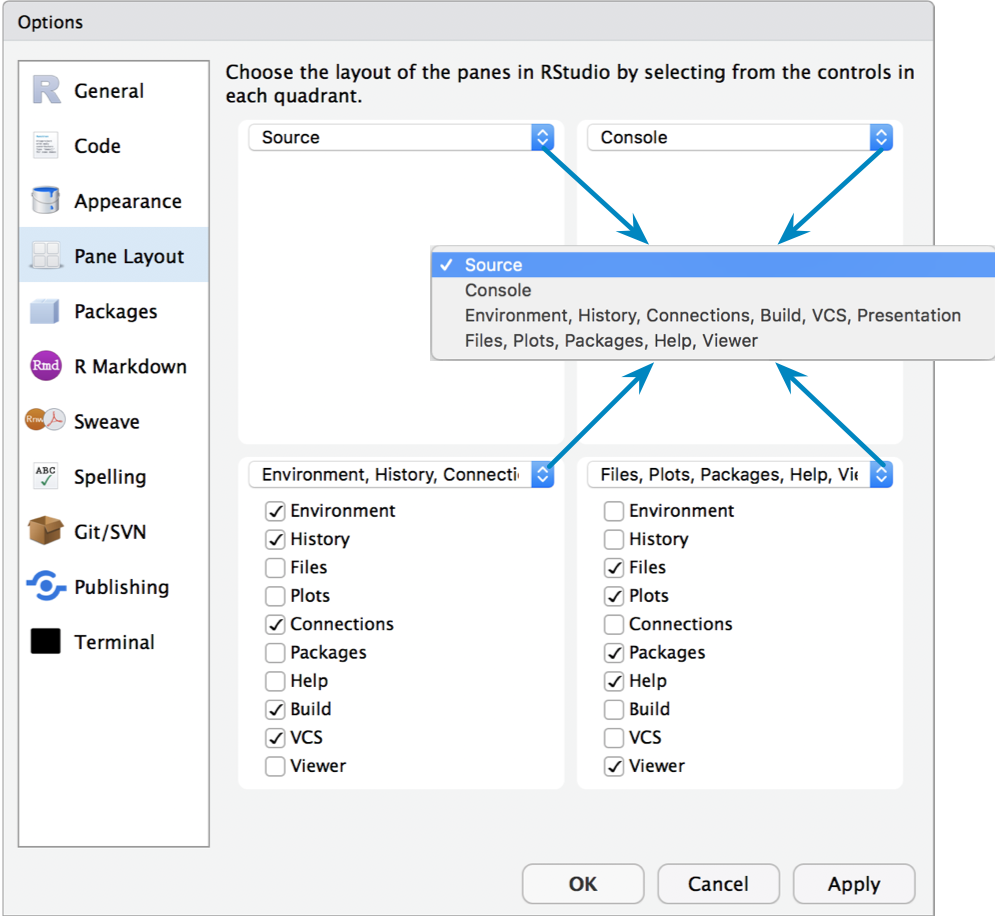 Options
General
Code
Appearance
Pane Layout
Packages
Rmd
R Markdown
Rnw
Sweave
ABC
Spelling
Git/SVN
Publishing
Terminal
Choose the layout of the panes in RStudio by selecting from the controls in
each quadrant.
Source
Console
Source
Console
Environment, History, Connections, Build, VCS, Presentation
Files, Plots, Packages, Help, Viewer
Environment, History, Connecti
Environment
History
Files
Plots
Connections
Packages
Help
Build
VCS
Viewer
Files, Plots, Packages, Help, Vie
Environment
History
Files
Plots
Connections
Packages
Help
Build
VCS
Viewer
OK
Cancel
Apply